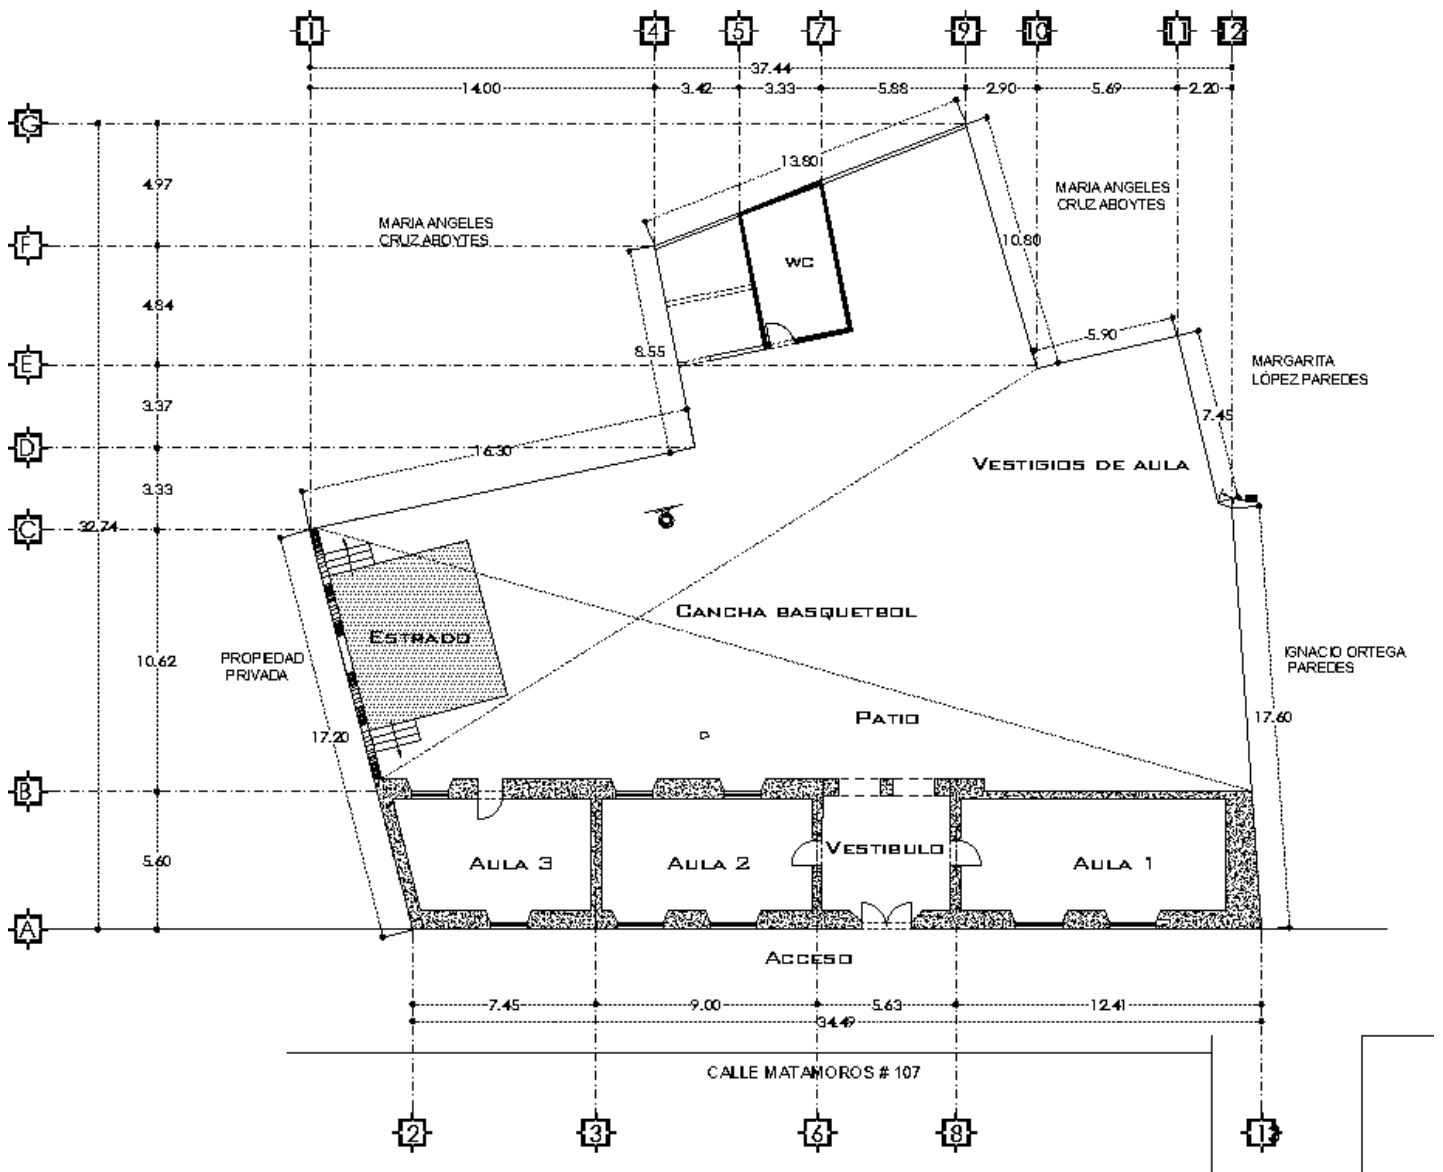 1 4 5 7 9 10 11 12
37.44
14.00 3.42 3.33 5.88 2.90 5.69 2.20
G
13.80
4.97
MARIA ANGELES
CRUZ ABOYTES
MARIA ANGELES
CRUZ ABOYTES
F
10.80
WC
4.84
5.90
8.55
E
MARGARITA
LÓPEZ PAREDES
3.37
7.45
D
16.30
VESTIGIOS DE AULA
3.33
C
32.74
CANCHA BASQUETBOL
ESTRADO
PROPIEDAD
PRIVADA
10.62
IGNACIO ORTEGA
PAREDES
PATIO
17.60
17.20
B
VESTIBULO
5.60
AULA 3
AULA 2
AULA 1
A
ACCESO
7.45 9.00 5.63 12.41
34.49
CALLE MATAMOROS # 107
2 3 6 8 13